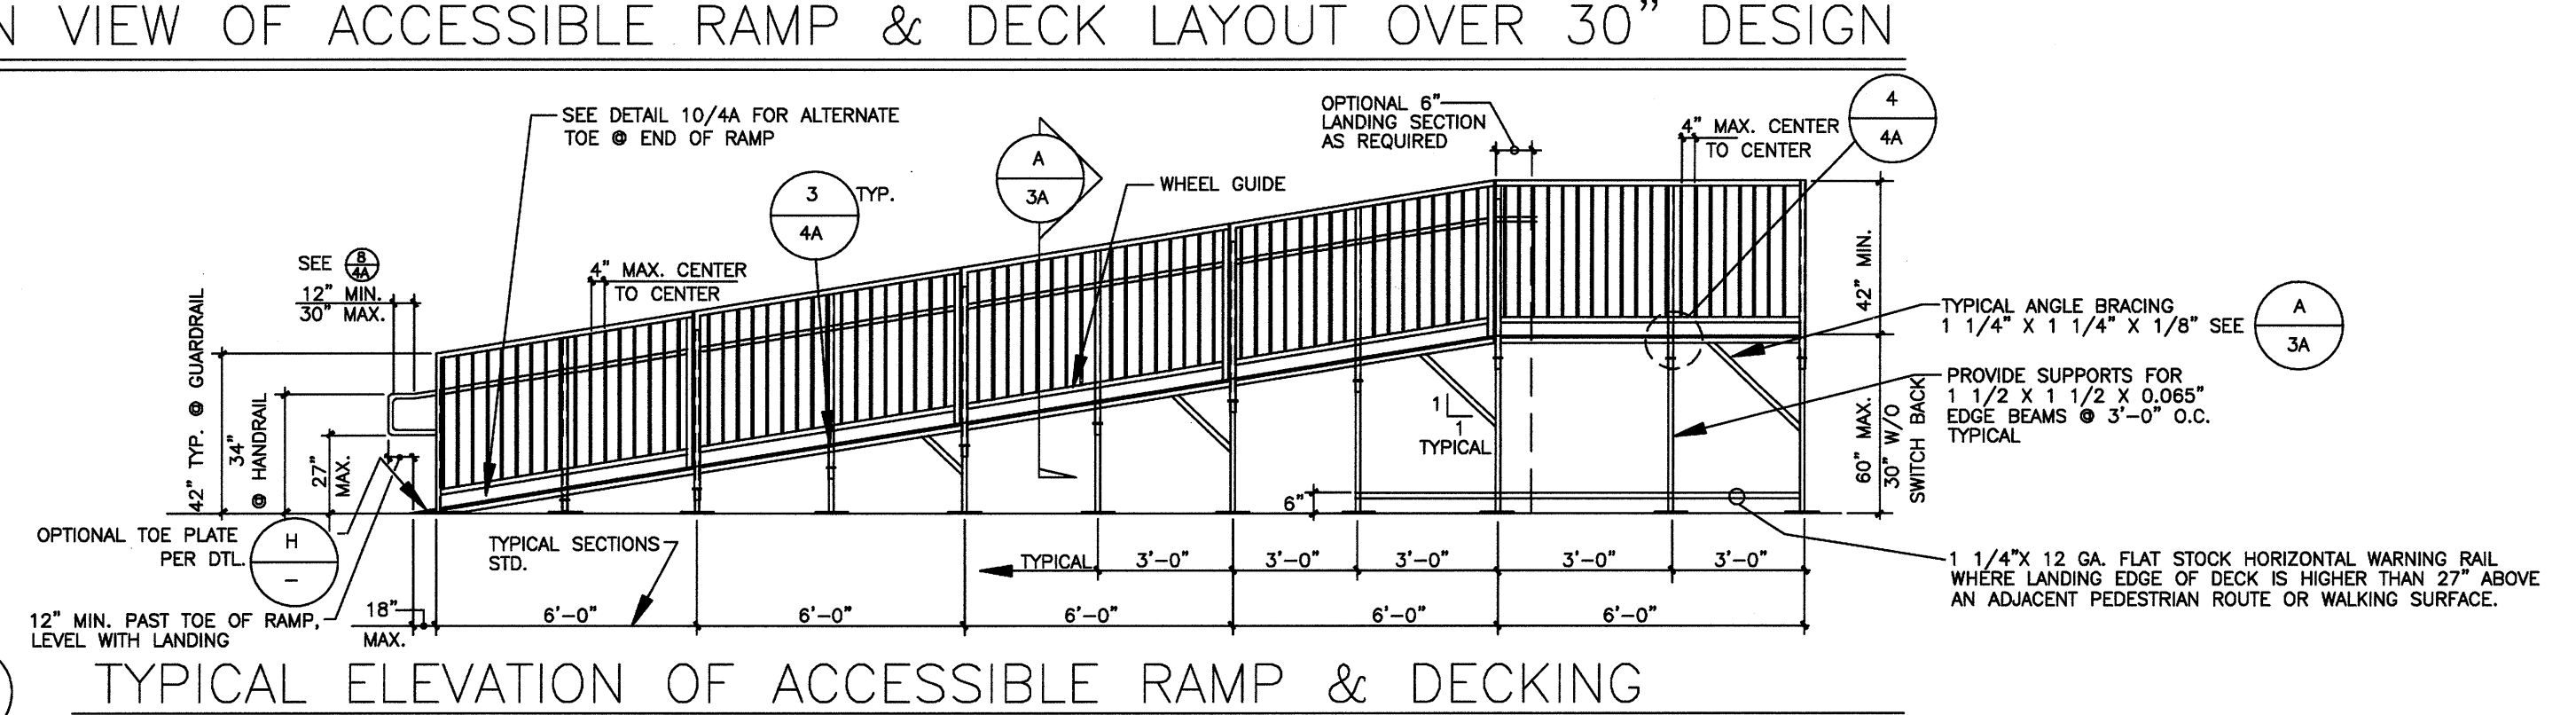 N VIEW OF ACCESSIBLE RAMP & DECK LAYOUT OVER 30" DESIGN
SEE DETAIL 10/4A FOR ALTERNATE
TOE @ END OF RAMP
3
4A
TYP.
A
3A
WHEEL GUIDE
OPTIONAL 6"
LANDING SECTION
AS REQUIRED
4" MAX. CENTER
TO CENTER
4
4A
SEE 8
4A
12" MIN.
30" MAX.
4" MAX. CENTER
TO CENTER
42" TYP. @ GUARDRAIL
34"
@ HANDRAIL
27"
MAX.
42" MIN.
60" MAX.
30" W/O
SWITCH BACK
TYPICAL ANGLE BRACING
1 1/4" X 1 1/4" X 1/8" SEE
A
3A
PROVIDE SUPPORTS FOR
1 1/2 X 1 1/2 X 0.065"
EDGE BEAMS @ 3'-0" O.C.
TYPICAL
1
1
TYPICAL
6"
OPTIONAL TOE PLATE
PER DTL.
H
-
TYPICAL SECTIONS
STD.
TYPICAL
3'-0"
3'-0"
3'-0"
3'-0"
3'-0"
1 1/4"X 12 GA. FLAT STOCK HORIZONTAL WARNING RAIL
WHERE LANDING EDGE OF DECK IS HIGHER THAN 27" ABOVE
AN ADJACENT PEDESTRIAN ROUTE OR WALKING SURFACE.
12" MIN. PAST TOE OF RAMP,
LEVEL WITH LANDING
18"
MAX.
6'-0"
6'-0"
6'-0"
6'-0"
6'-0"
TYPICAL ELEVATION OF ACCESSIBLE RAMP & DECKING